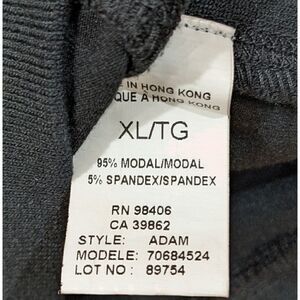 IN HONG KONG
QUE À HONG KONG
XL/TG
95% MODAL/MODAL
5% SPANDEX/SPANDEX
RN 98406
CA 39862
STYLE: ADAM
MODELE: 70684524
LOT NO : 89754